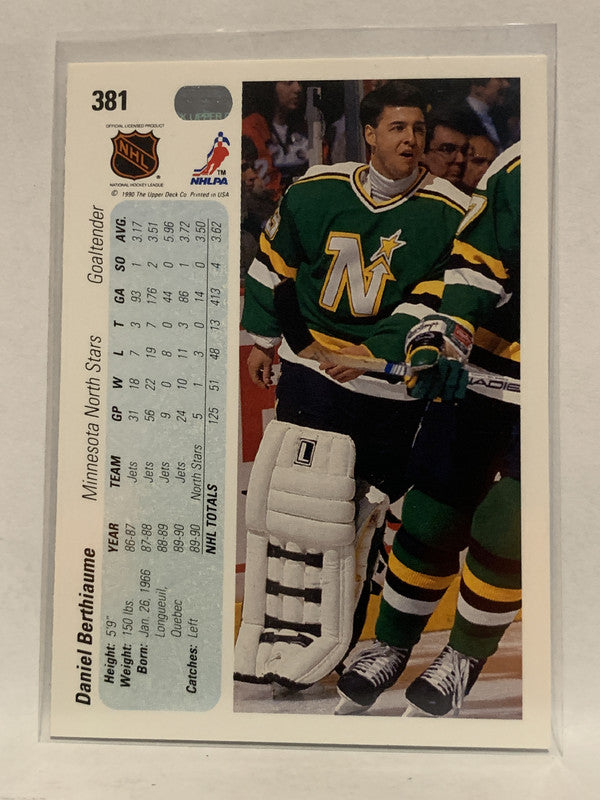 381
UPPER
OFFICIAL LICENSED PRODUCT
NHL
NATIONAL HOCKEY LEAGUE
TM
NHLPA
© 1990 The Upper Deck Co. Printed in USA
Daniel Berthiaume Minnesota North Stars Goaltender
Height: 5'9"
Weight: 150 lbs.
Born: Jan. 26, 1966
Longueuil,
Quebec
Catches: Left
YEAR TEAM GP W L T GA SO AVG.
86-87 Jets 31 18 7 3 93 1 3.17
87-88 Jets 56 22 19 7 176 2 3.51
88-89 Jets 9 0 8 0 44 0 5.96
89-90 Jets 24 10 11 3 86 1 3.72
89-90 North Stars 5 1 3 0 14 0 3.50
NHL TOTALS 125 51 48 13 413 4 3.62
N
L